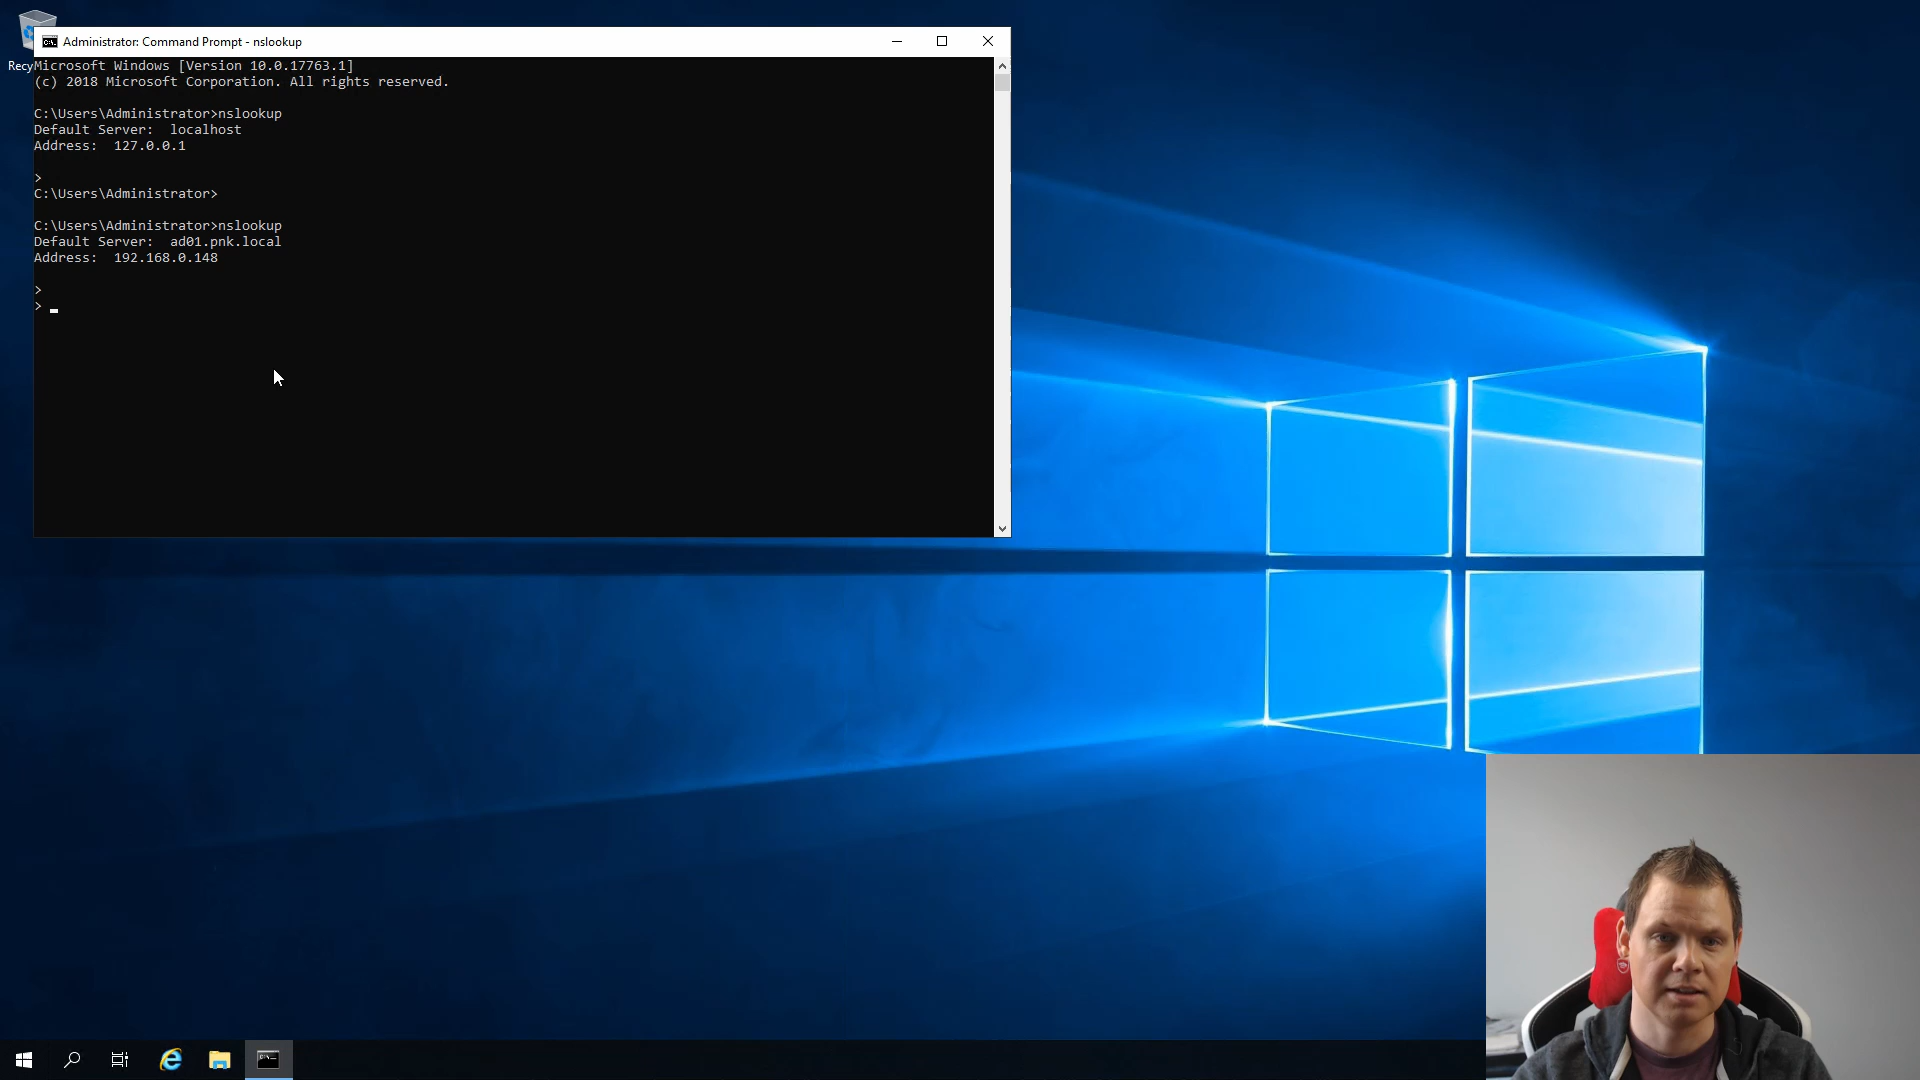 Administrator: Command Prompt - nslookup
Recy
Microsoft Windows [Version 10.0.17763.1]
(c) 2018 Microsoft Corporation. All rights reserved.
C:\Users\Administrator>nslookup
Default Server:  localhost
Address:  127.0.0.1
>
C:\Users\Administrator>
C:\Users\Administrator>nslookup
Default Server:  ad01.pnk.local
Address:  192.168.0.148
>
>